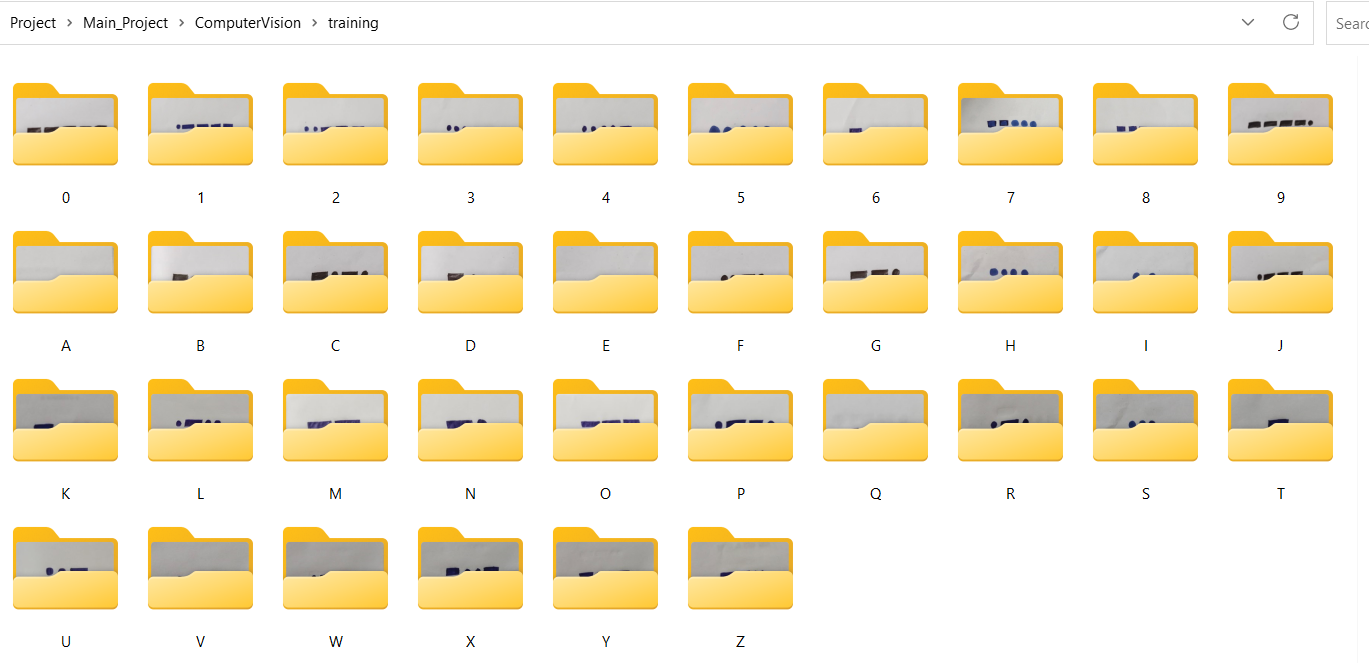 Project > Main_Project > ComputerVision > training
Searc
0 1 2 3 4 5 6 7 8 9
A B C D E F G H I J
K L M N O P Q R S T
U V W X Y Z